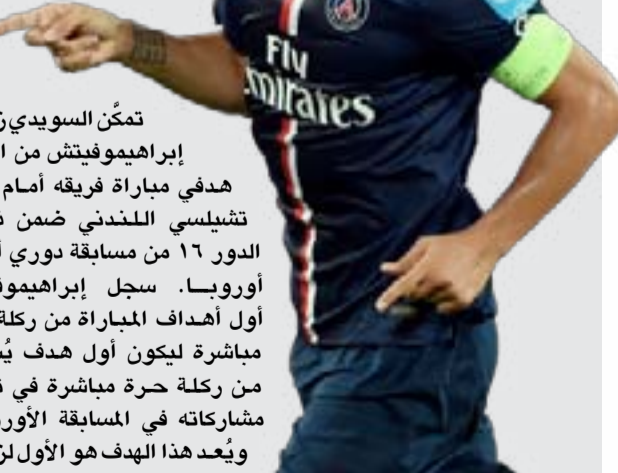 Fly
Emirates
تمكَّن السويدي
إبراهيموفيتش من
هدفي مباراة فريقه أمام
تشيلسي اللندني ضمن
الدور ١٦ من مسابقة دوري
أوروبا. سجل
أول أهداف المباراة من ركلة
مباشرة ليكون أول هدف
من ركلة حرة مباشرة في
مشاركاته في المسابقة
ويُعد هذا الهدف هو الأول